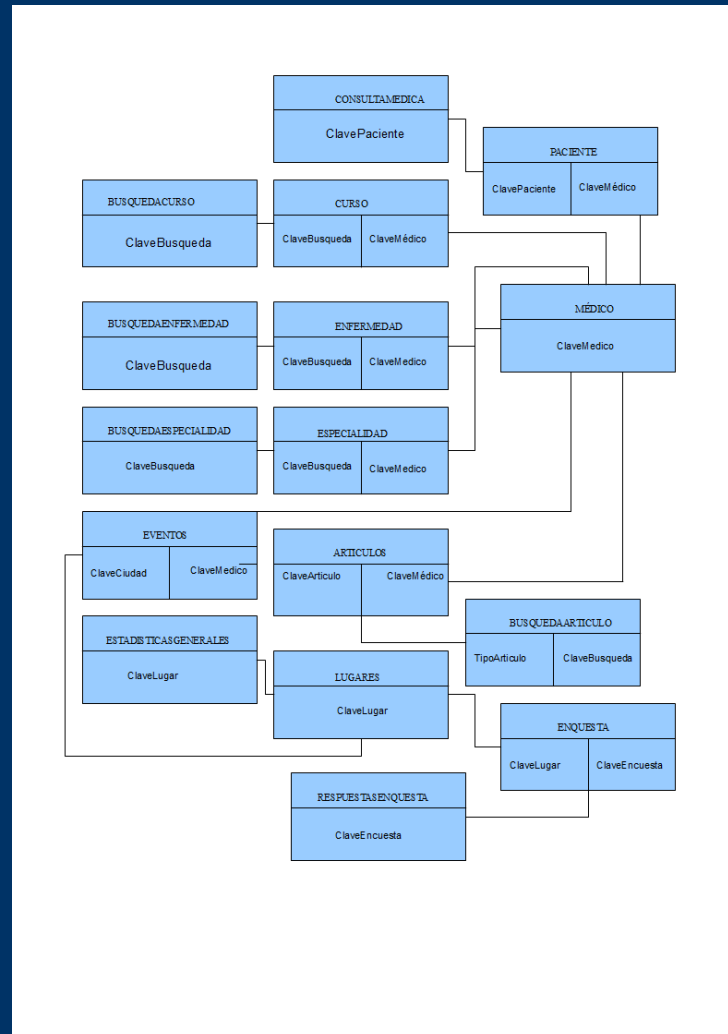 CONSULTAMEDICA
ClavePaciente
PACIENTE
ClavePaciente ClaveMédico
BUSQUEDACURSO
ClaveBusqueda
CURSO
ClaveBusqueda ClaveMédico
MÉDICO
ClaveMedico
BUSQUEDAENFERMEDAD
ClaveBusqueda
ENFERMEDAD
ClaveBusqueda ClaveMedico
BUSQUEDAESPECIALIDAD
ClaveBusqueda
ESPECIALIDAD
ClaveBusqueda ClaveMedico
EVENTOS
ClaveCiudad ClaveMedico
ARTICULOS
ClaveArticulo ClaveMédico
BUSQUEDAARTICULO
TipoArticulo ClaveBusqueda
ESTADISTICASGENERALES
ClaveLugar
LUGARES
ClaveLugar
ENQUESTA
ClaveLugar ClaveEncuesta
RESPUESTASENQUESTA
ClaveEncuesta